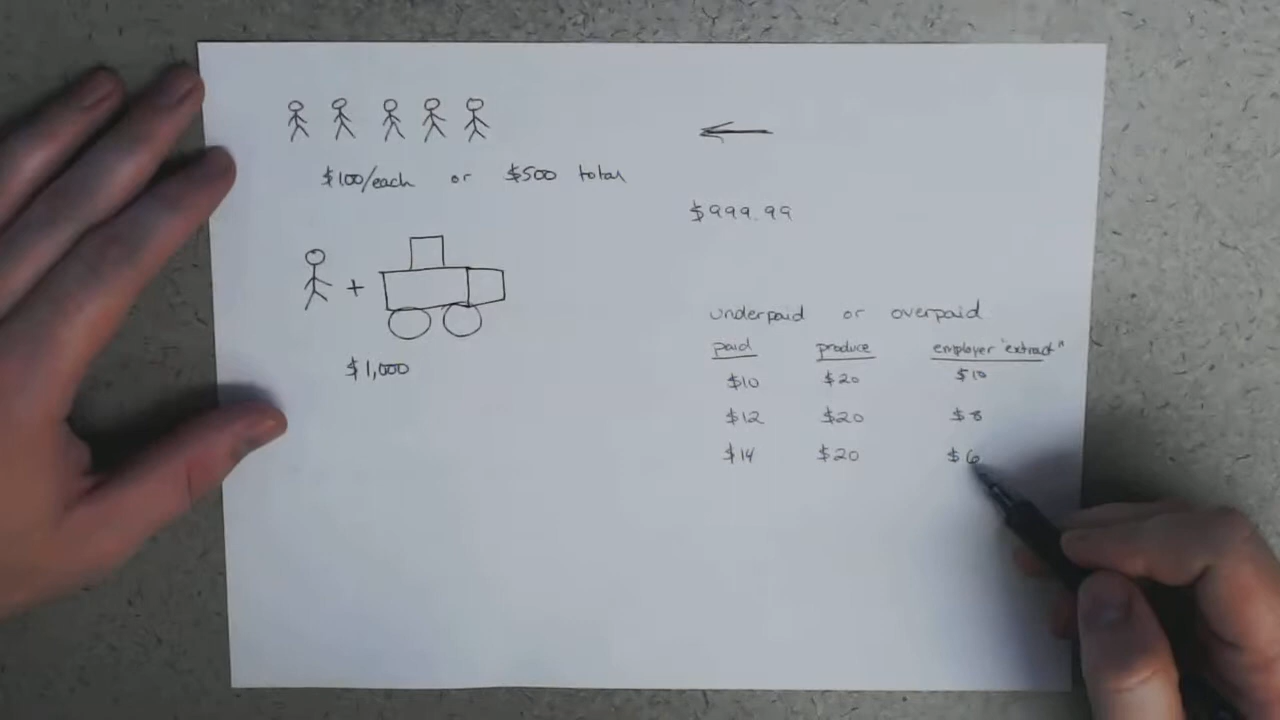 $100/each or $500 total
$999.99
$1,000
underpaid or overpaid
paid produce employer "extract"
$10 $20 $10
$12 $20 $8
$14 $20 $6